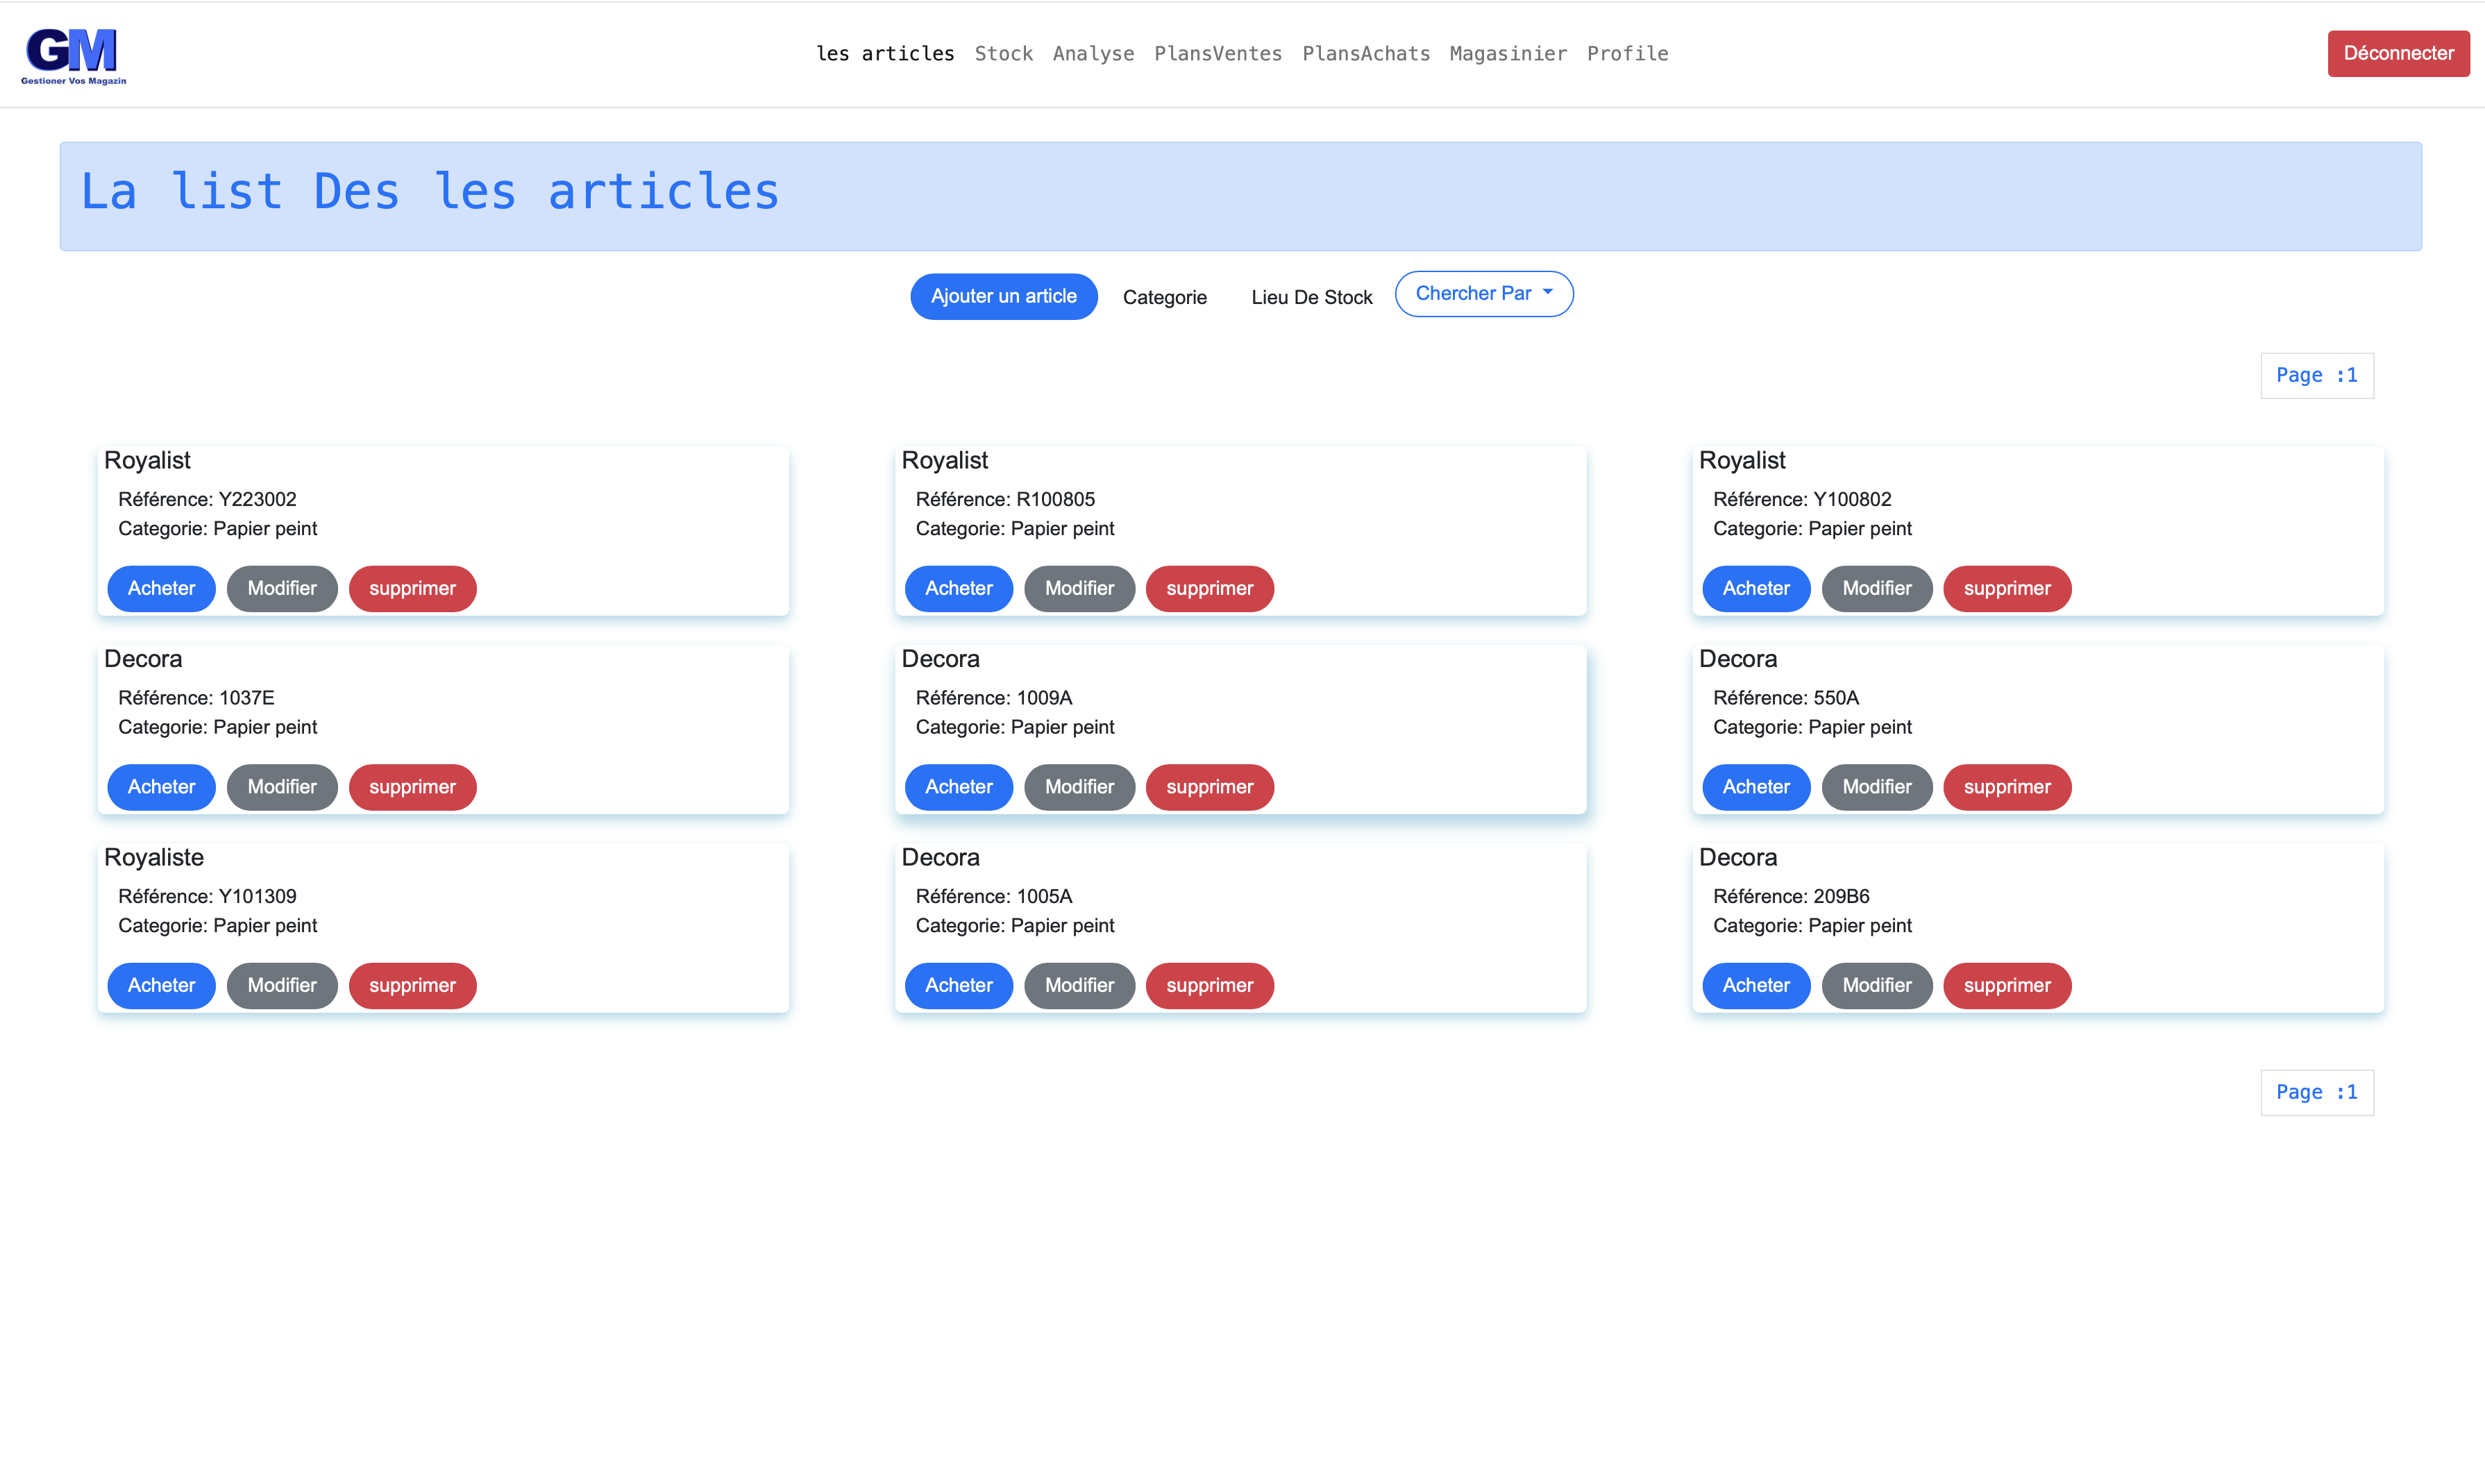 GM
Gestioner Vos Magazin
les articles Stock Analyse PlansVentes PlansAchats Magasinier Profile
Déconnecter
La list Des les articles
Ajouter un article Categorie Lieu De Stock Chercher Par
Page :1
Royalist
Référence: Y223002
Categorie: Papier peint
Acheter Modifier supprimer
Royalist
Référence: R100805
Categorie: Papier peint
Acheter Modifier supprimer
Royalist
Référence: Y100802
Categorie: Papier peint
Acheter Modifier supprimer
Decora
Référence: 1037E
Categorie: Papier peint
Acheter Modifier supprimer
Decora
Référence: 1009A
Categorie: Papier peint
Acheter Modifier supprimer
Decora
Référence: 550A
Categorie: Papier peint
Acheter Modifier supprimer
Royaliste
Référence: Y101309
Categorie: Papier peint
Acheter Modifier supprimer
Decora
Référence: 1005A
Categorie: Papier peint
Acheter Modifier supprimer
Decora
Référence: 209B6
Categorie: Papier peint
Acheter Modifier supprimer
Page :1